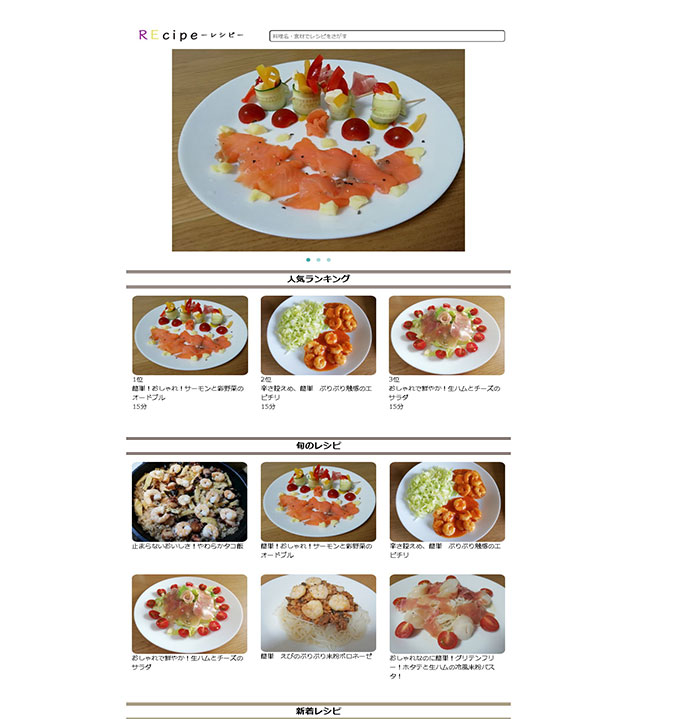 REcipe－レシピ－
料理名・食材でレシピをさがす
人気ランキング
1位
簡単！おしゃれ！サーモンと彩野菜の
オードブル
15分
2位
辛さ控えめ、簡単　ぷりぷり触感のエ
ビチリ
15分
3位
おしゃれで鮮やか！生ハムとチーズの
サラダ
15分
旬のレシピ
止まらないおいしさ！やわらかタコ飯
簡単！おしゃれ！サーモンと彩野菜の
オードブル
辛さ控えめ、簡単　ぷりぷり触感のエ
ビチリ
おしゃれで鮮やか！生ハムとチーズの
サラダ
簡単　えびのぷりぷり米粉ボロネーゼ
おしゃれなのに簡単！グリテンフリ
ー！ホタテと生ハムの冷風米粉パス
タ！
新着レシピ